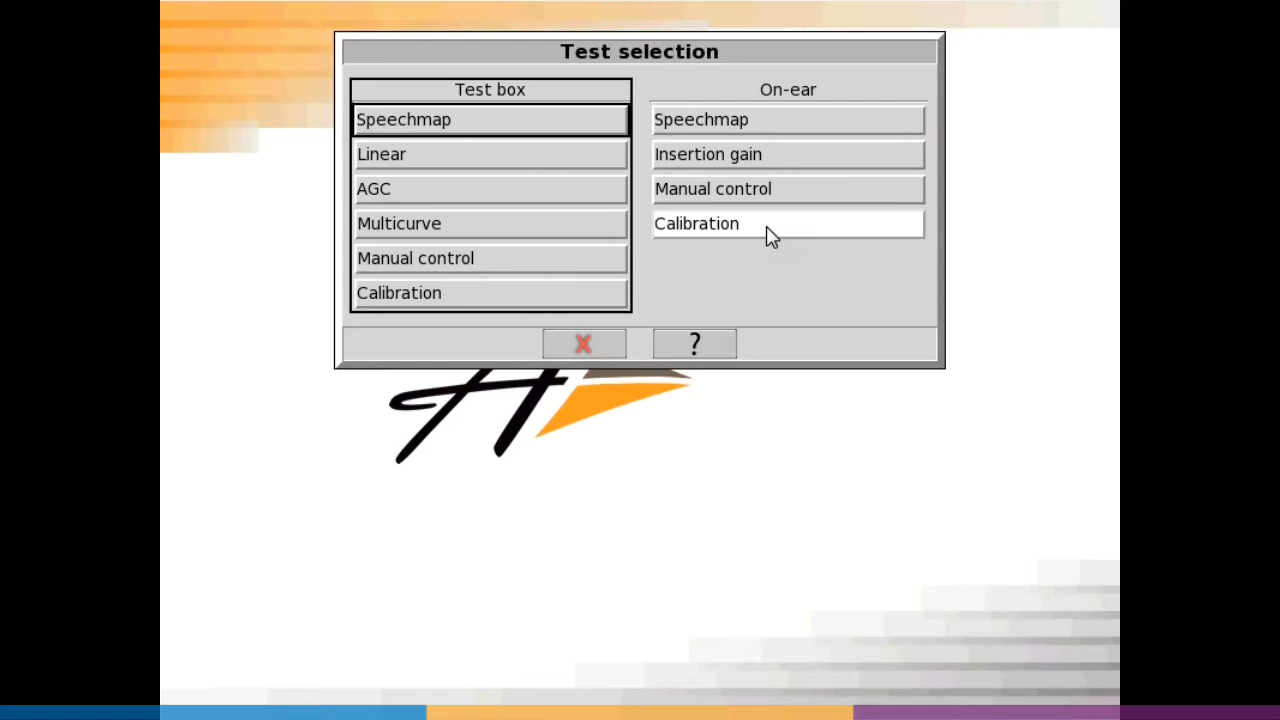 Test selection
Test box
Speechmap
Linear
AGC
Multicurve
Manual control
Calibration
On-ear
Speechmap
Insertion gain
Manual control
Calibration
X
?